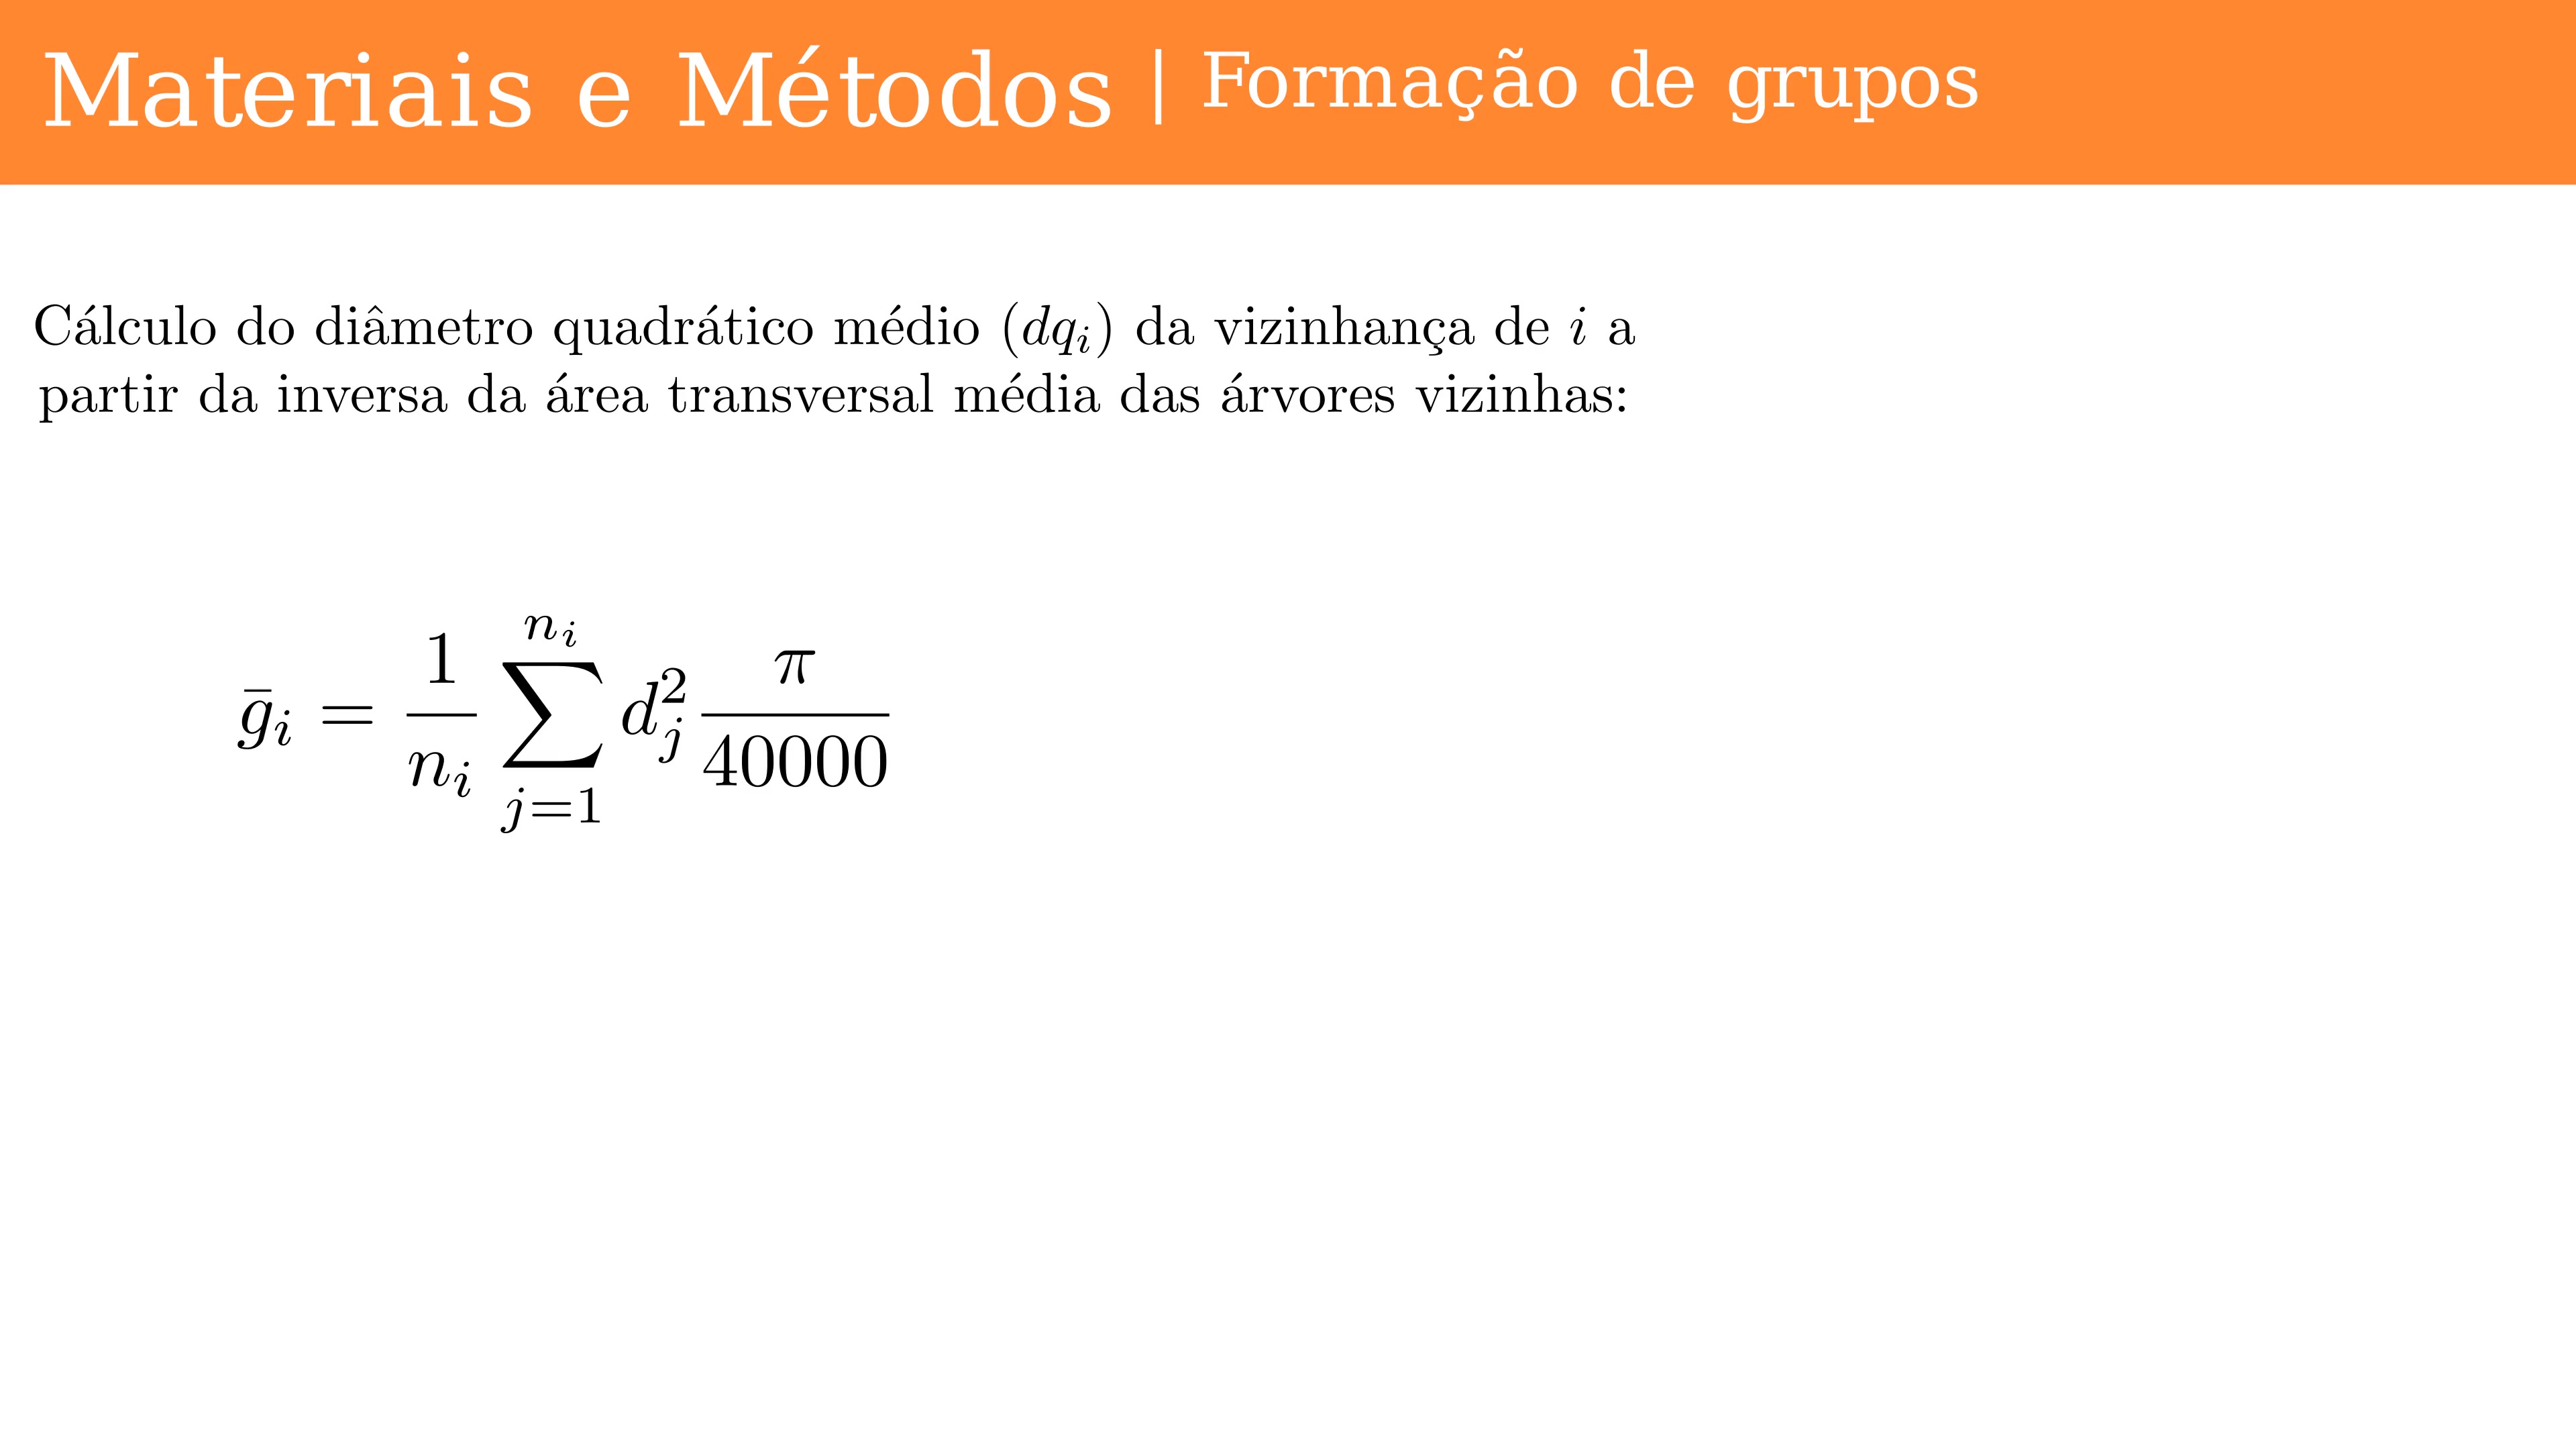 Materiais e Métodos | Formação de grupos
Cálculo do diâmetro quadrático médio (dqᵢ) da vizinhança de i a
partir da inversa da área transversal média das árvores vizinhas:
$\bar{g}_i = \frac{1}{n_i} \sum_{j=1}^{n_i} d_j^2 \frac{\pi}{40000}$